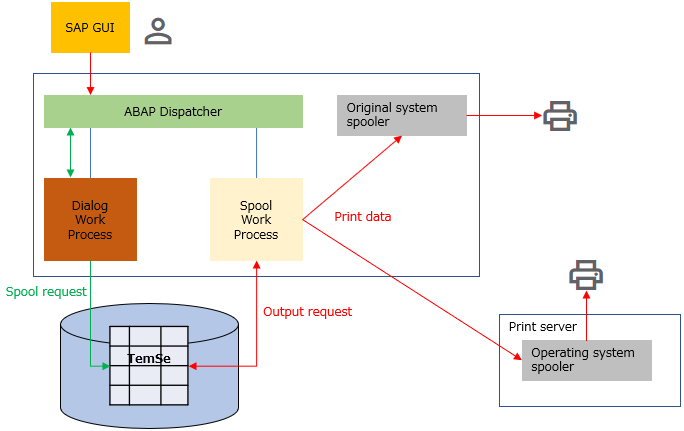 SAP GUI
ABAP Dispatcher
Original system
spooler
Dialog
Work
Process
Spool
Work
Process
Print data
Spool request
Output request
TemSe
Print server
Operating system
spooler